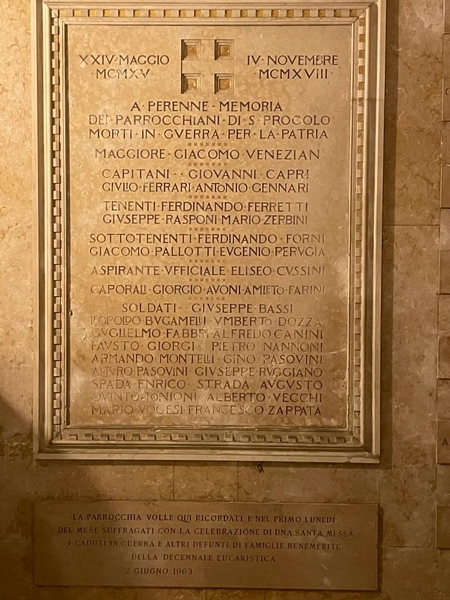 XXIV·MAGGIO IV·NOVEMBRE
MCMXV MCMXVIII·
A·PERENNE·MEMORIA
DEI·PARROCCHIANI·DI·S·PROCOLO
MORTI·IN·GVERRA·PER·LA·PATRIA
MAGGIORE·GIACOMO·VENEZIAN
CAPITANI··GIOVANNI·CAPRI
GIVLIO·FERRARI·ANTONIO·GENNARI
TENENTI·FERDINANDO·FERRETTI
GIVSEPPE·RASPONI·MARIO·ZERBINI
SOTTOTENENTI·FERDINANDO·FORNI
GIACOMO·PALLOTTI·EVGENIO·PERVGIA
ASPIRANTE·VFFICIALE·ELISEO·CVSSINI
CAPORALI·GIORGIO·AVONI·AMLETO·FARINI
SOLDATI··GIVSEPPE·BASSI
LEOPOLDO·BVGAMELLI·VMBERTO·DOZZA
GVGLIELMO·FABBRI·ALFREDO·CANINI
FAVSTO·GIORGI·PIETRO·NANNONI
ARMANDO·MONTELLI·GINO·PASOVINI
ARTVRO·PASOVINI·GIVSEPPE·RVGGIANO
SPADA·ENRICO·STRADA·AVGVSTO
QVINTO·TONIONI·ALBERTO·VECCHI
MARIO·FRANCESCO·ZAPPATA
LA PARROCCHIA VOLLE QUI RICORDATI E NEL PRIMO LUNEDI
DEL MESE SUFFRAGATI CON LA CELEBRAZIONE DI UNA SANTA MESSA
I CADUTI IN GUERRA E ALTRI DEFUNTI DI FAMIGLIE BENEMERITE
DELLA DECENNALE EUCARISTICA
2 GIUGNO 1963